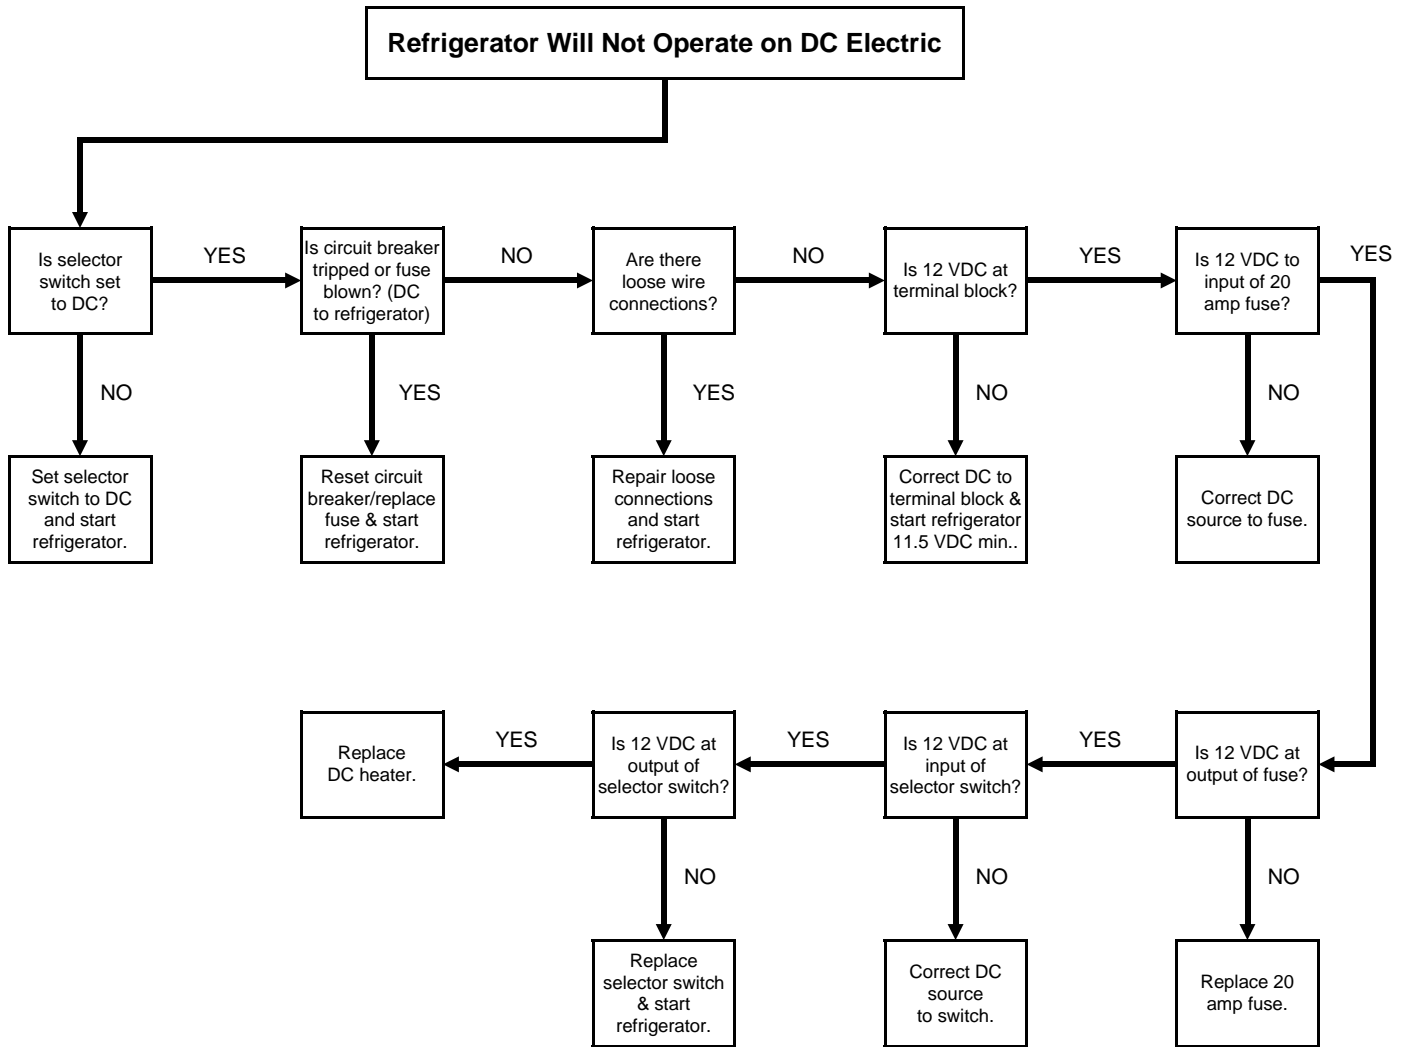 Refrigerator Will Not Operate on DC Electric
Is selector
switch set
to DC?
YES
Is circuit breaker
tripped or fuse
blown? (DC
to refrigerator)
NO
Are there
loose wire
connections?
NO
Is 12 VDC at
terminal block?
YES
Is 12 VDC to
input of 20
amp fuse?
YES
NO
YES
YES
NO
NO
Set selector
switch to DC
and start
refrigerator.
Reset circuit
breaker/replace
fuse & start
refrigerator.
Repair loose
connections
and start
refrigerator.
Correct DC to
terminal block &
start refrigerator
11.5 VDC min..
Correct DC
source to fuse.
Replace
DC heater.
YES
Is 12 VDC at
output of
selector switch?
YES
Is 12 VDC at
input of
selector switch?
YES
Is 12 VDC at
output of fuse?
NO
NO
NO
Replace
selector switch
& start
refrigerator.
Correct DC
source
to switch.
Replace 20
amp fuse.